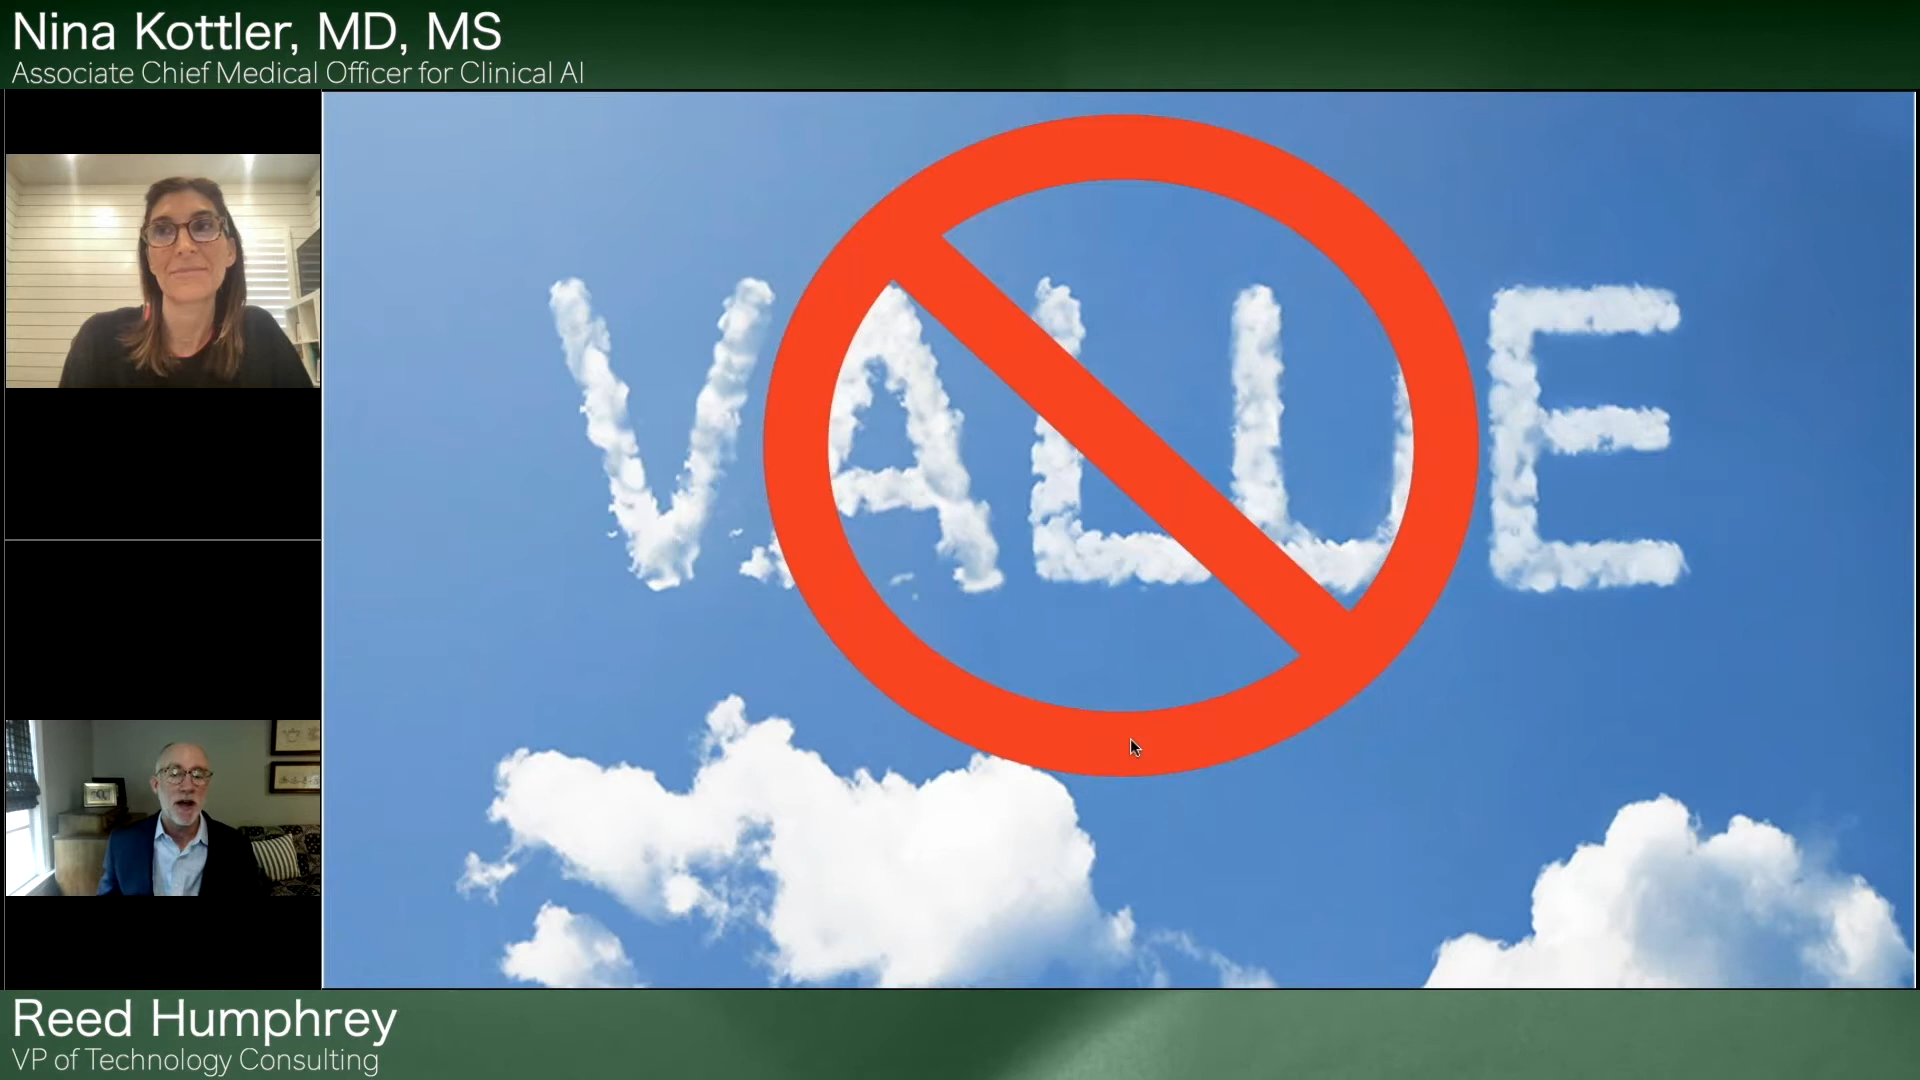 Nina Kottler, MD, MS
Associate Chief Medical Officer for Clinical AI
VALUE
Reed Humphrey
VP of Technology Consulting